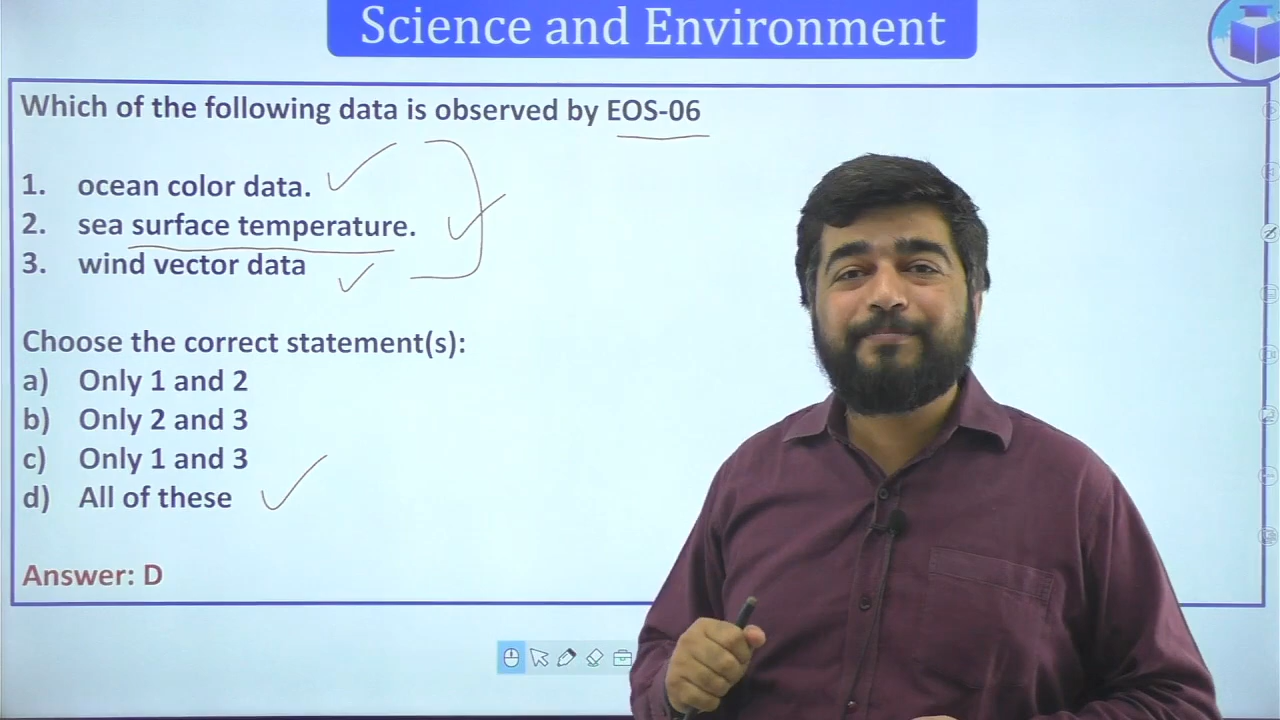 Science and Environment
Which of the following data is observed by EOS-06
1. ocean color data.
2. sea surface temperature.
3. wind vector data
Choose the correct statement(s):
a) Only 1 and 2
b) Only 2 and 3
c) Only 1 and 3
d) All of these
Answer: D